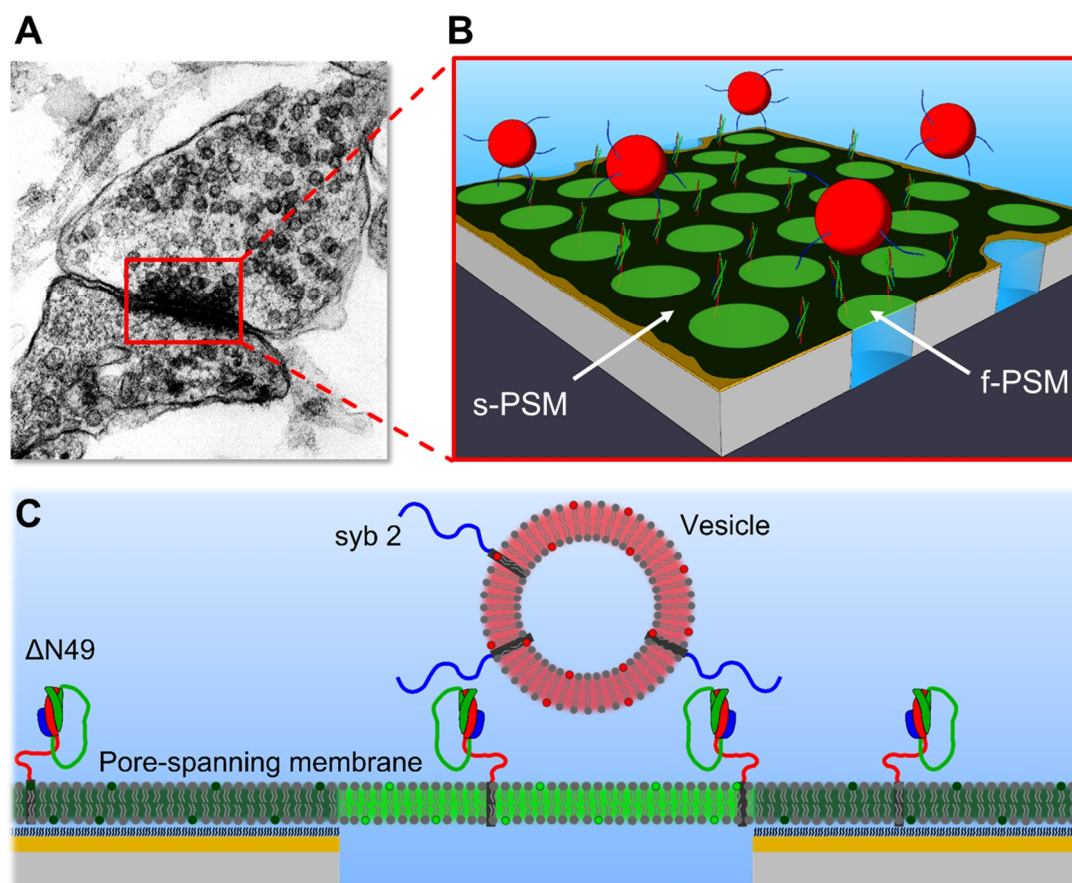 A
B
s-PSM
f-PSM
C
syb 2
Vesicle
ΔN49
Pore-spanning membrane